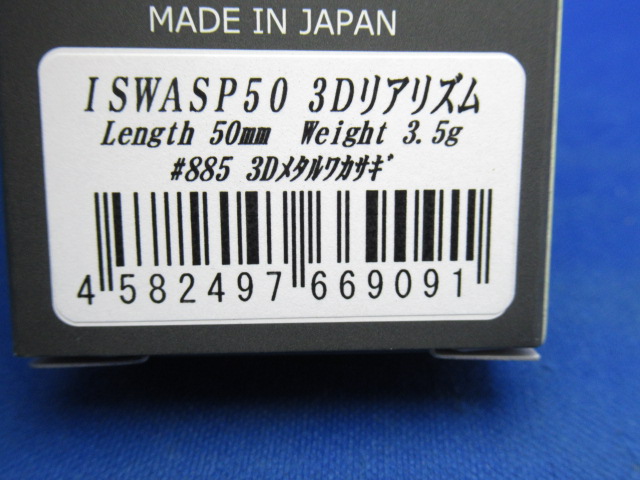 MADE IN JAPAN
ISWASP50 3Dリアリズム
Length 50mm Weight 3.5g
#885 3Dﾒﾀﾙﾜｶｻｷﾞ
4 582497 669091